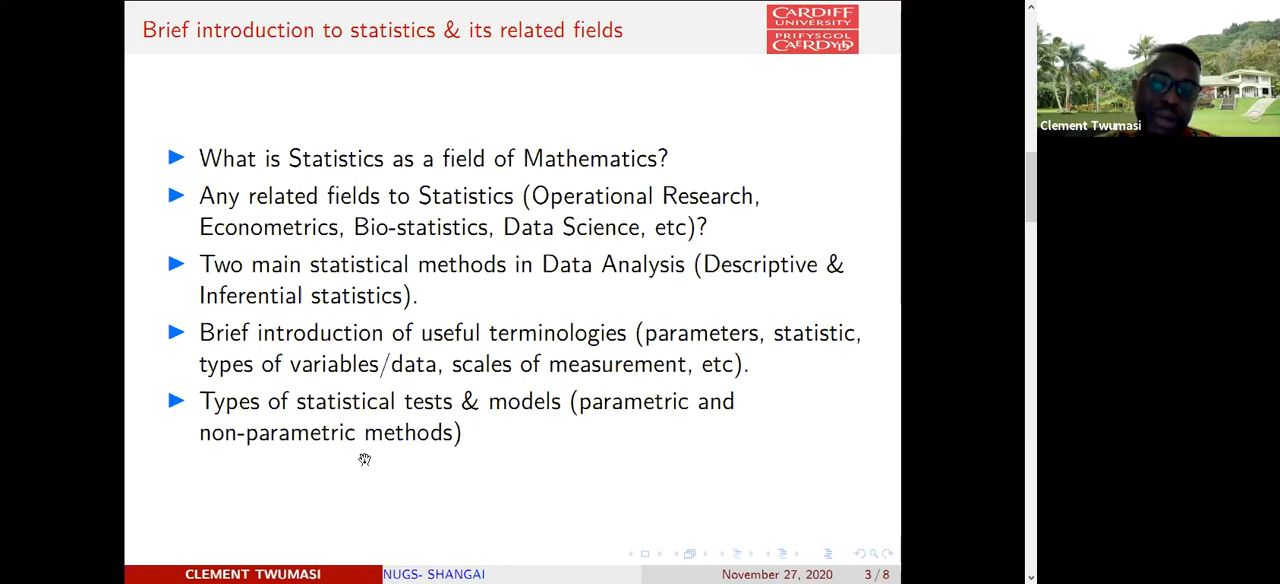 Brief introduction to statistics & its related fields
CARDIFF
UNIVERSITY
PRIFYSGOL
CAERDYDD
What is Statistics as a field of Mathematics?
Any related fields to Statistics (Operational Research,
Econometrics, Bio-statistics, Data Science, etc)?
Two main statistical methods in Data Analysis (Descriptive &
Inferential statistics).
Brief introduction of useful terminologies (parameters, statistic,
types of variables/data, scales of measurement, etc).
Types of statistical tests & models (parametric and
non-parametric methods)
Clement Twumasi
CLEMENT TWUMASI NUGS- SHANGAI November 27, 2020 3 / 8